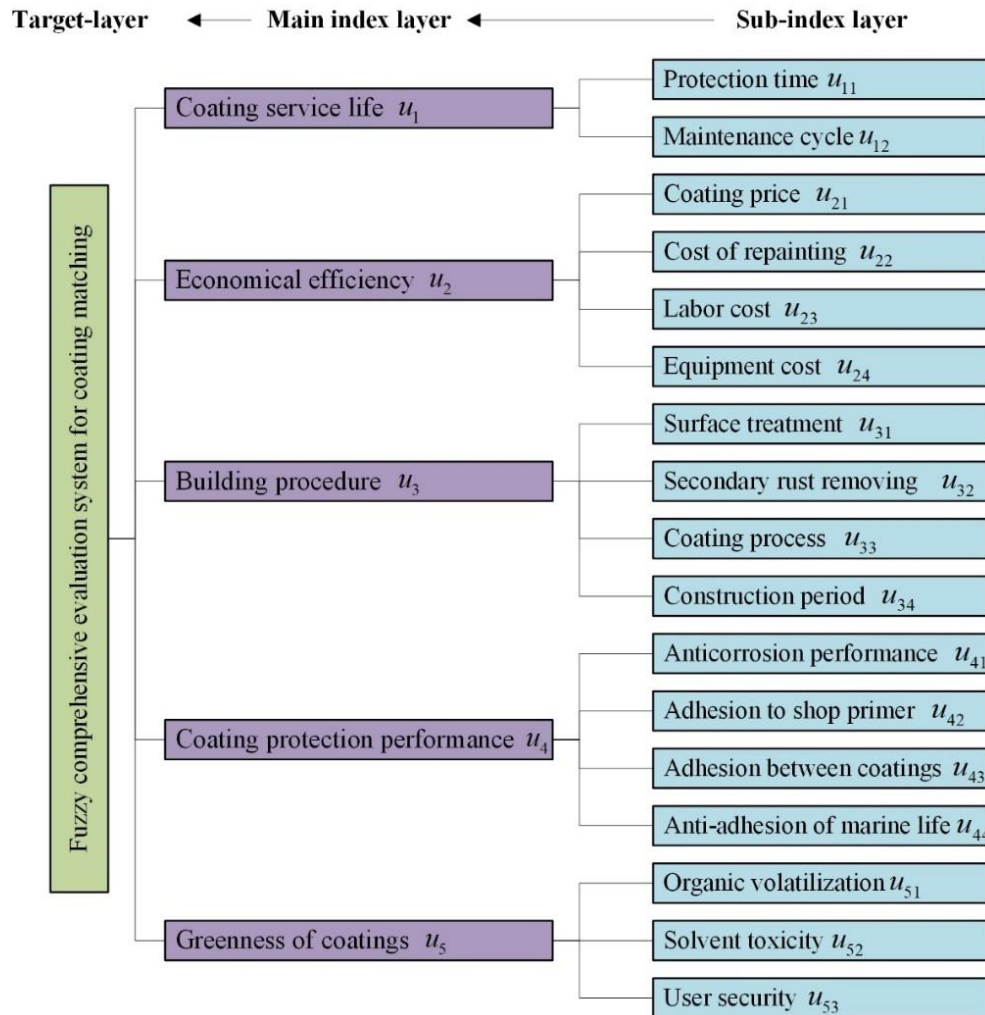 Target-layer Main index layer Sub-index layer
Fuzzy comprehensive evaluation system for coating matching
Coating service life u₁
Protection time u₁₁
Maintenance cycle u₁₂
Economical efficiency u₂
Coating price u₂₁
Cost of repainting u₂₂
Labor cost u₂₃
Equipment cost u₂₄
Building procedure u₃
Surface treatment u₃₁
Secondary rust removing u₃₂
Coating process u₃₃
Construction period u₃₄
Coating protection performance u₄
Anticorrosion performance u₄₁
Adhesion to shop primer u₄₂
Adhesion between coatings u₄₃
Anti-adhesion of marine life u₄₄
Greenness of coatings u₅
Organic volatilization u₅₁
Solvent toxicity u₅₂
User security u₅₃